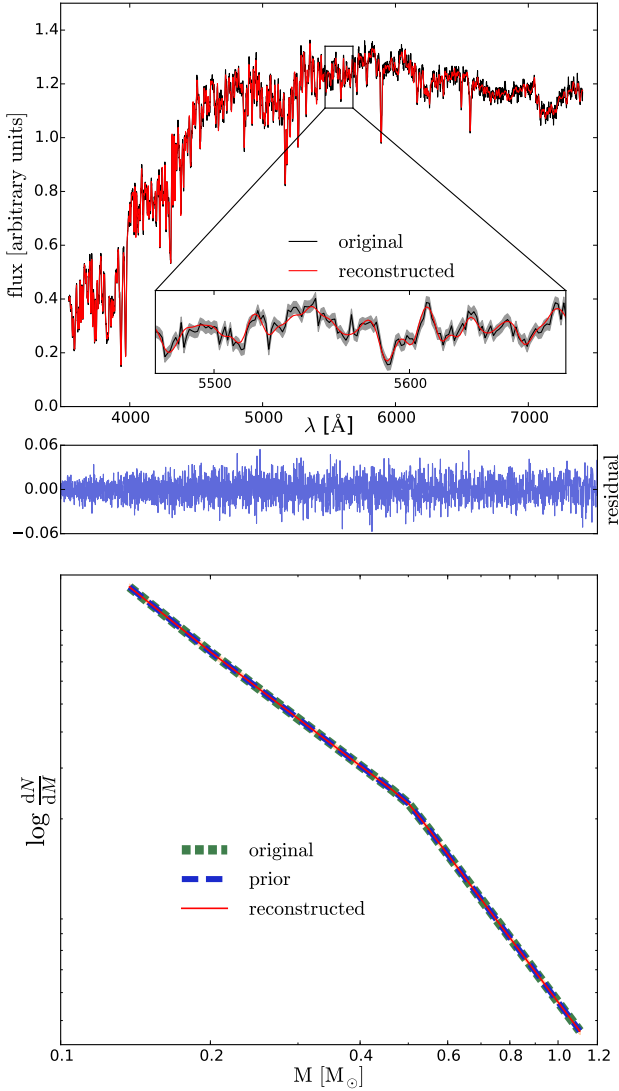 1.4
1.2
1.0
0.8
0.6
0.4
0.2
0.0
flux [arbitrary units]
original
reconstructed
5500 5600
4000 5000 6000 7000
λ [Å]
0.06
0.00
−0.06
residual
log dN/dM
original
prior
reconstructed
0.1 0.2 0.4 0.6 0.8 1.0 1.2
M [M⊙]